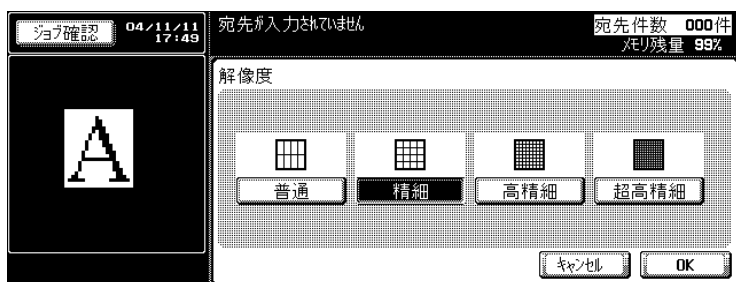 ジョブ確認
04/11/11
17:49
宛先が入力されていません
宛先件数 000件
メモリ残量 99%
解像度
A
普通
精細
高精細
超高精細
キャンセル
OK